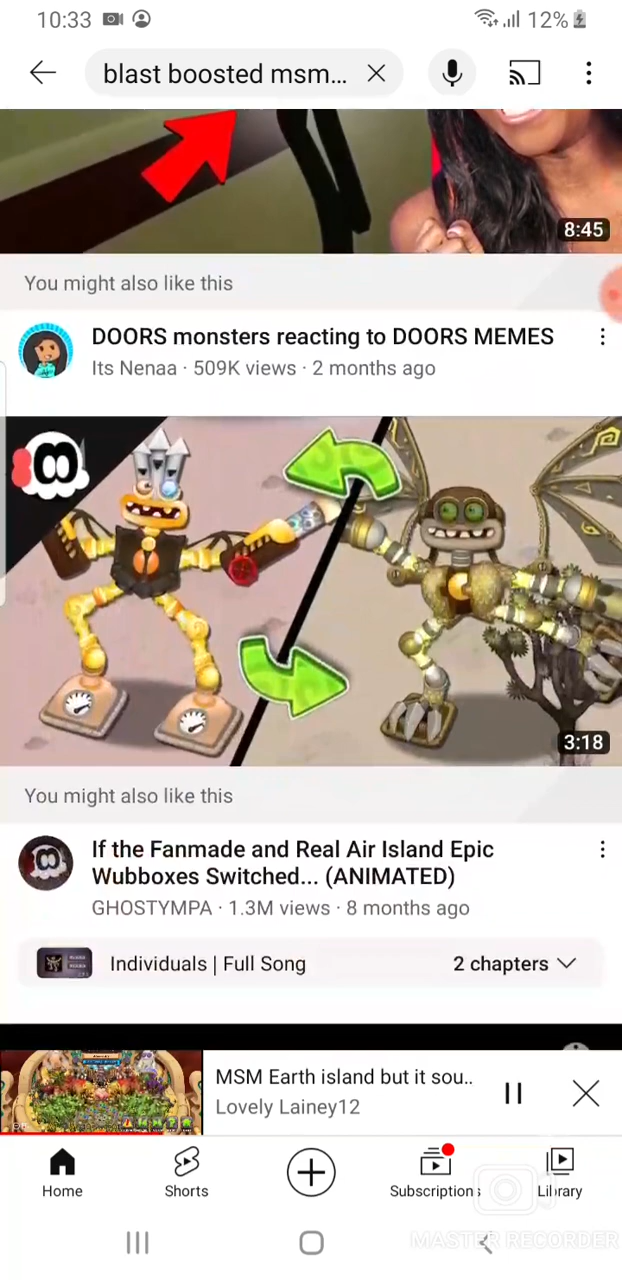 10:33
12%
blast boosted msm...
8:45
You might also like this
DOORS monsters reacting to DOORS MEMES
Its Nenaa · 509K views · 2 months ago
3:18
You might also like this
If the Fanmade and Real Air Island Epic
Wubboxes Switched... (ANIMATED)
GHOSTYMPA · 1.3M views · 8 months ago
Individuals | Full Song
2 chapters
MSM Earth island but it sou..
Lovely Lainey12
Home
Shorts
Subscriptions
Library
MASTER RECORDER